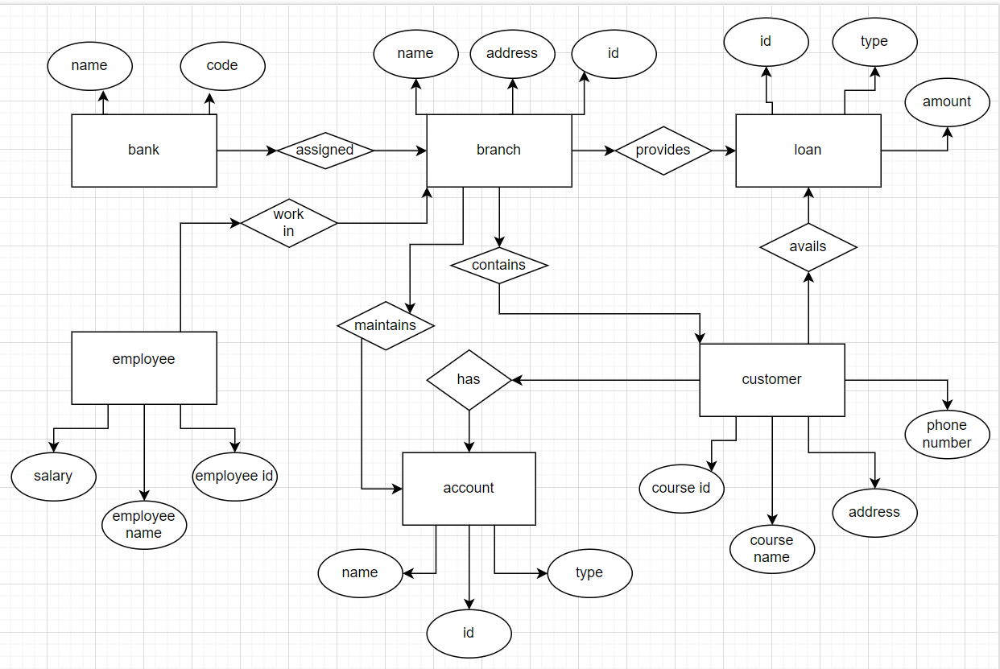 id
type
name
address
id
name
code
amount
bank
assigned
branch
provides
loan
work
in
avails
contains
maintains
employee
has
customer
phone
number
salary
employee id
account
course id
address
employee
name
course
name
name
type
id